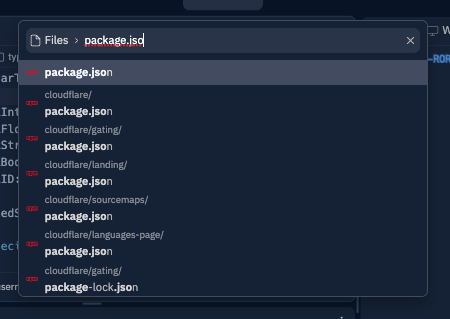 Files › package.jso
package.json
cloudflare/
package.json
cloudflare/gating/
package.json
cloudflare/landing/
package.json
cloudflare/sourcemaps/
package.json
cloudflare/languages-page/
package.json
cloudflare/gating/
package-lock.json